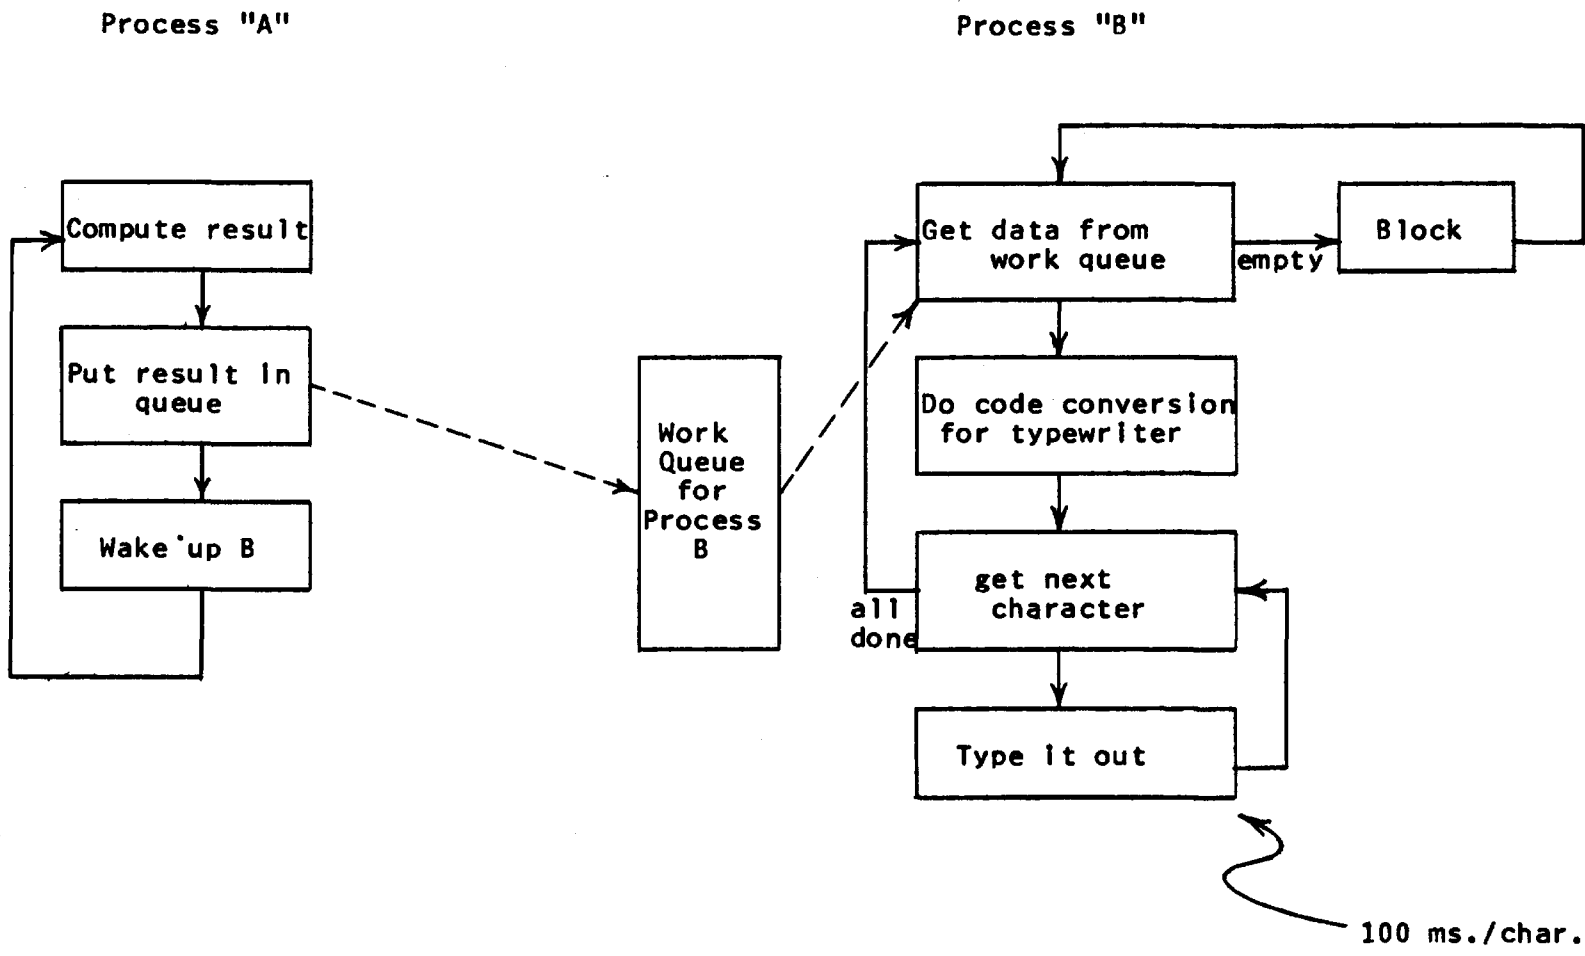 Process "A"
Process "B"
Compute result
Put result in
queue
Wake up B
Work
Queue
for
Process
B
Get data from
work queue
empty
Block
Do code conversion
for typewriter
get next
character
all
done
Type it out
100 ms./char.